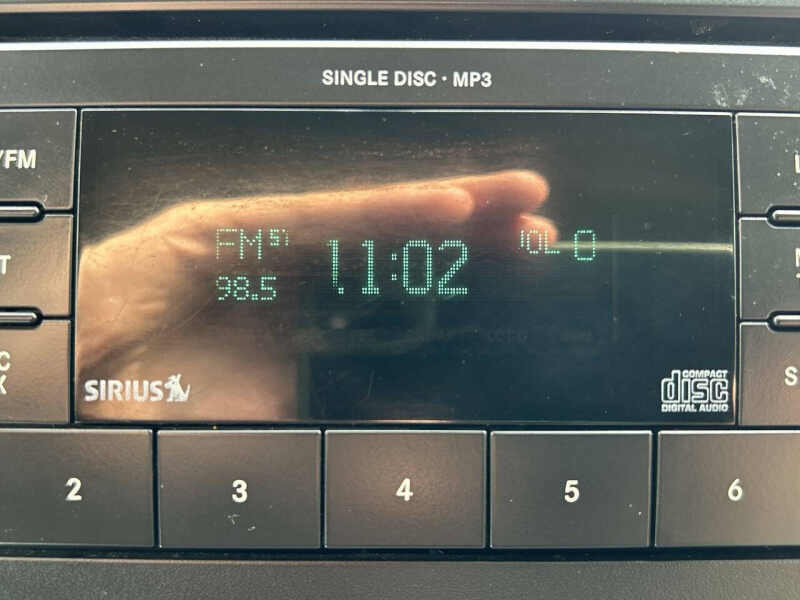 SINGLE DISC · MP3
/FM
FM
11:02
VOL 0
98.5
SIRIUS
COMPACT
disc
DIGITAL AUDIO
2
3
4
5
6